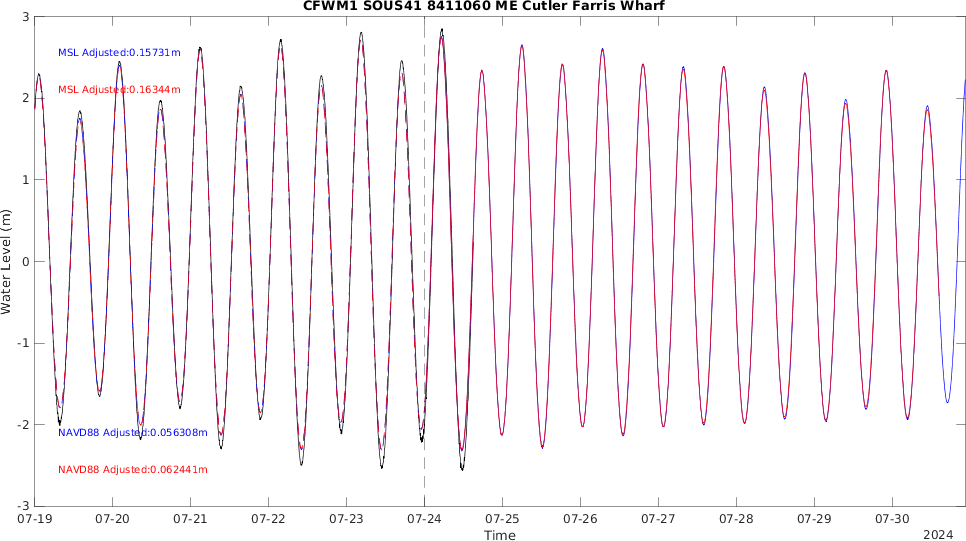 CFWM1 SOUS41 8411060 ME Cutler Farris Wharf
3
MSL Adjusted:0.15731m
MSL Adjusted:0.16344m
2
1
0
-1
-2
-3
Water Level (m)
NAVD88 Adjusted:0.056308m
NAVD88 Adjusted:0.062441m
07-19 07-20 07-21 07-22 07-23 07-24 07-25 07-26 07-27 07-28 07-29 07-30
Time
2024